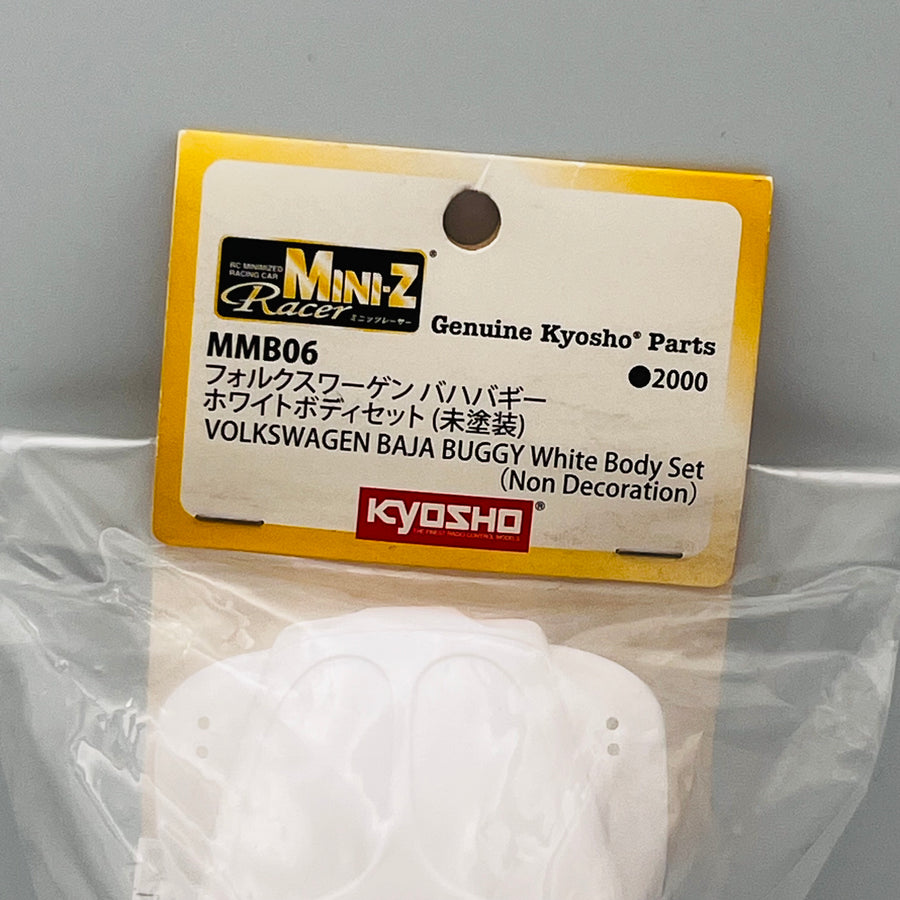 RC MINIMIZED
RACING CAR
MINI-Z®
Racer
ミニッツレーサー
Genuine Kyosho® Parts
MMB06
●2000
フォルクスワーゲン バハバギー
ホワイトボディセット (未塗装)
VOLKSWAGEN BAJA BUGGY White Body Set
(Non Decoration)
KYOSHO®
THE FINEST RADIO CONTROL MODELS